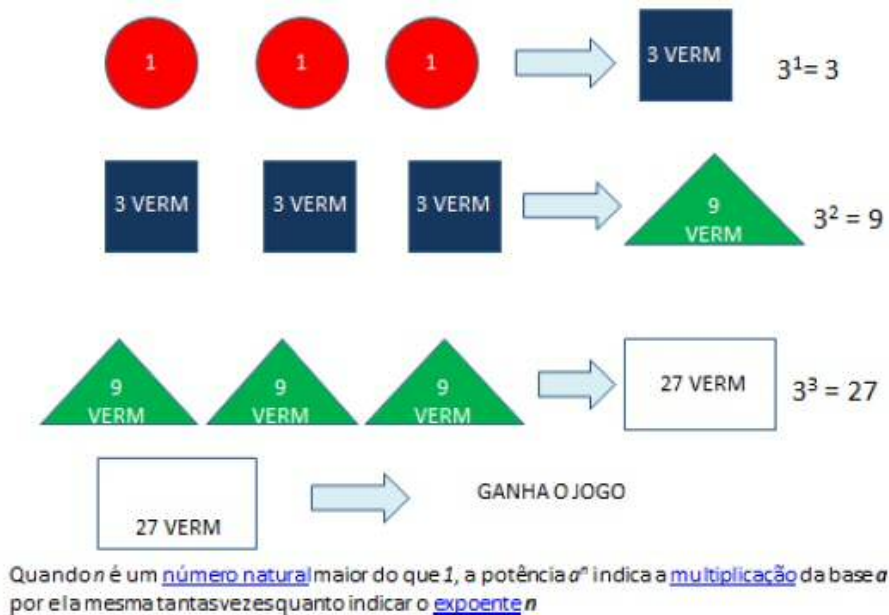 1 1 1 3 VERM 3¹= 3
3 VERM 3 VERM 3 VERM 9 VERM 3² = 9
9 VERM 9 VERM 9 VERM 27 VERM 3³ = 27
27 VERM GANHA O JOGO
Quando n é um número natural maior do que 1, a potência aⁿ indica a multiplicação da base a
por ela mesma tantas vezes quanto indicar o expoente n